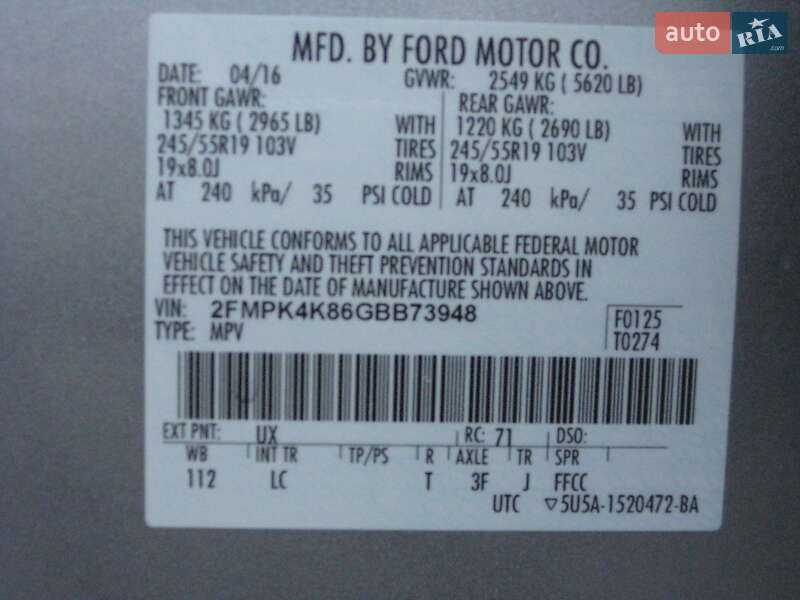 auto RIA.com
MFD. BY FORD MOTOR CO.
DATE: 04/16 GVWR: 2549 KG ( 5620 LB)
FRONT GAWR: REAR GAWR:
1345 KG ( 2965 LB) WITH 1220 KG ( 2690 LB) WITH
245/55R19 103V TIRES 245/55R19 103V TIRES
19x8.0J RIMS 19x8.0J RIMS
AT 240 kPa/ 35 PSI COLD AT 240 kPa/ 35 PSI COLD
THIS VEHICLE CONFORMS TO ALL APPLICABLE FEDERAL MOTOR
VEHICLE SAFETY AND THEFT PREVENTION STANDARDS IN
EFFECT ON THE DATE OF MANUFACTURE SHOWN ABOVE.
VIN: 2FMPK4K86GBB73948 F0125
TYPE: MPV T0274
EXT PNT: UX RC: 71 DSO:
WB INT TR TP/PS R AXLE TR SPR
112 LC T 3F J FFCC
UTC ▽5U5A-1520472-BA